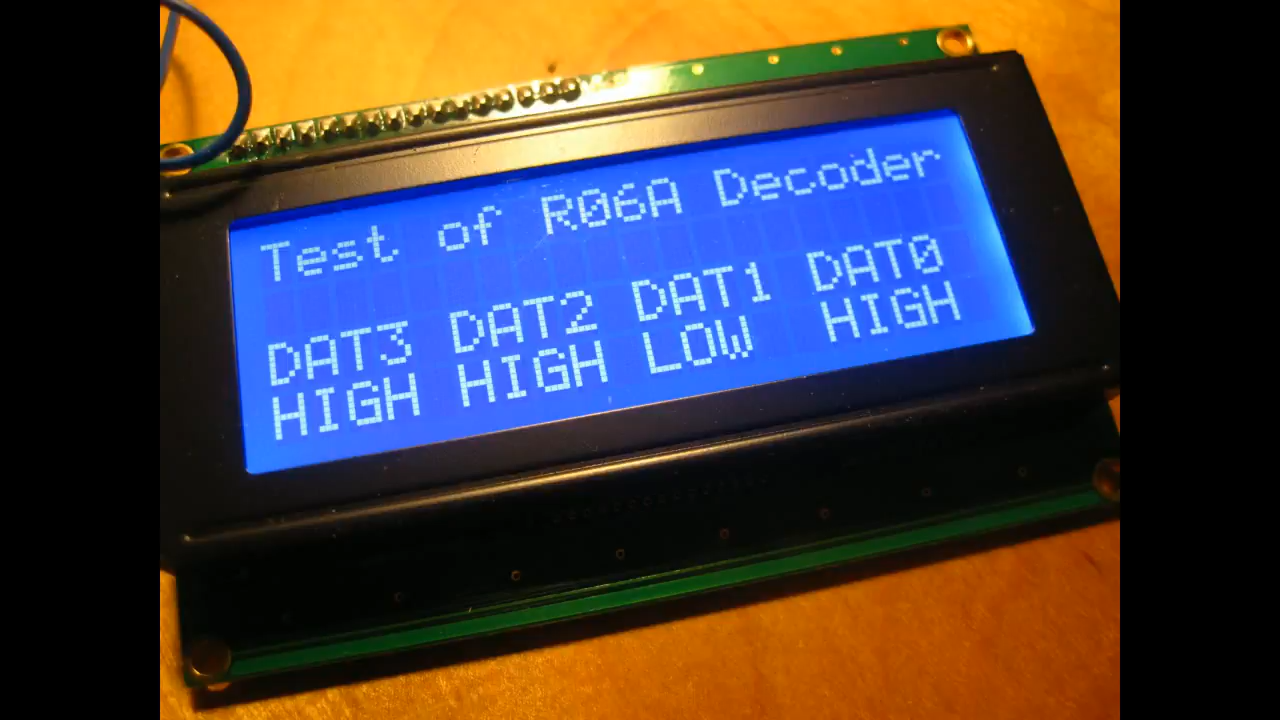 Test of R06A Decoder
DAT3 DAT2 DAT1 DAT0
HIGH HIGH LOW HIGH